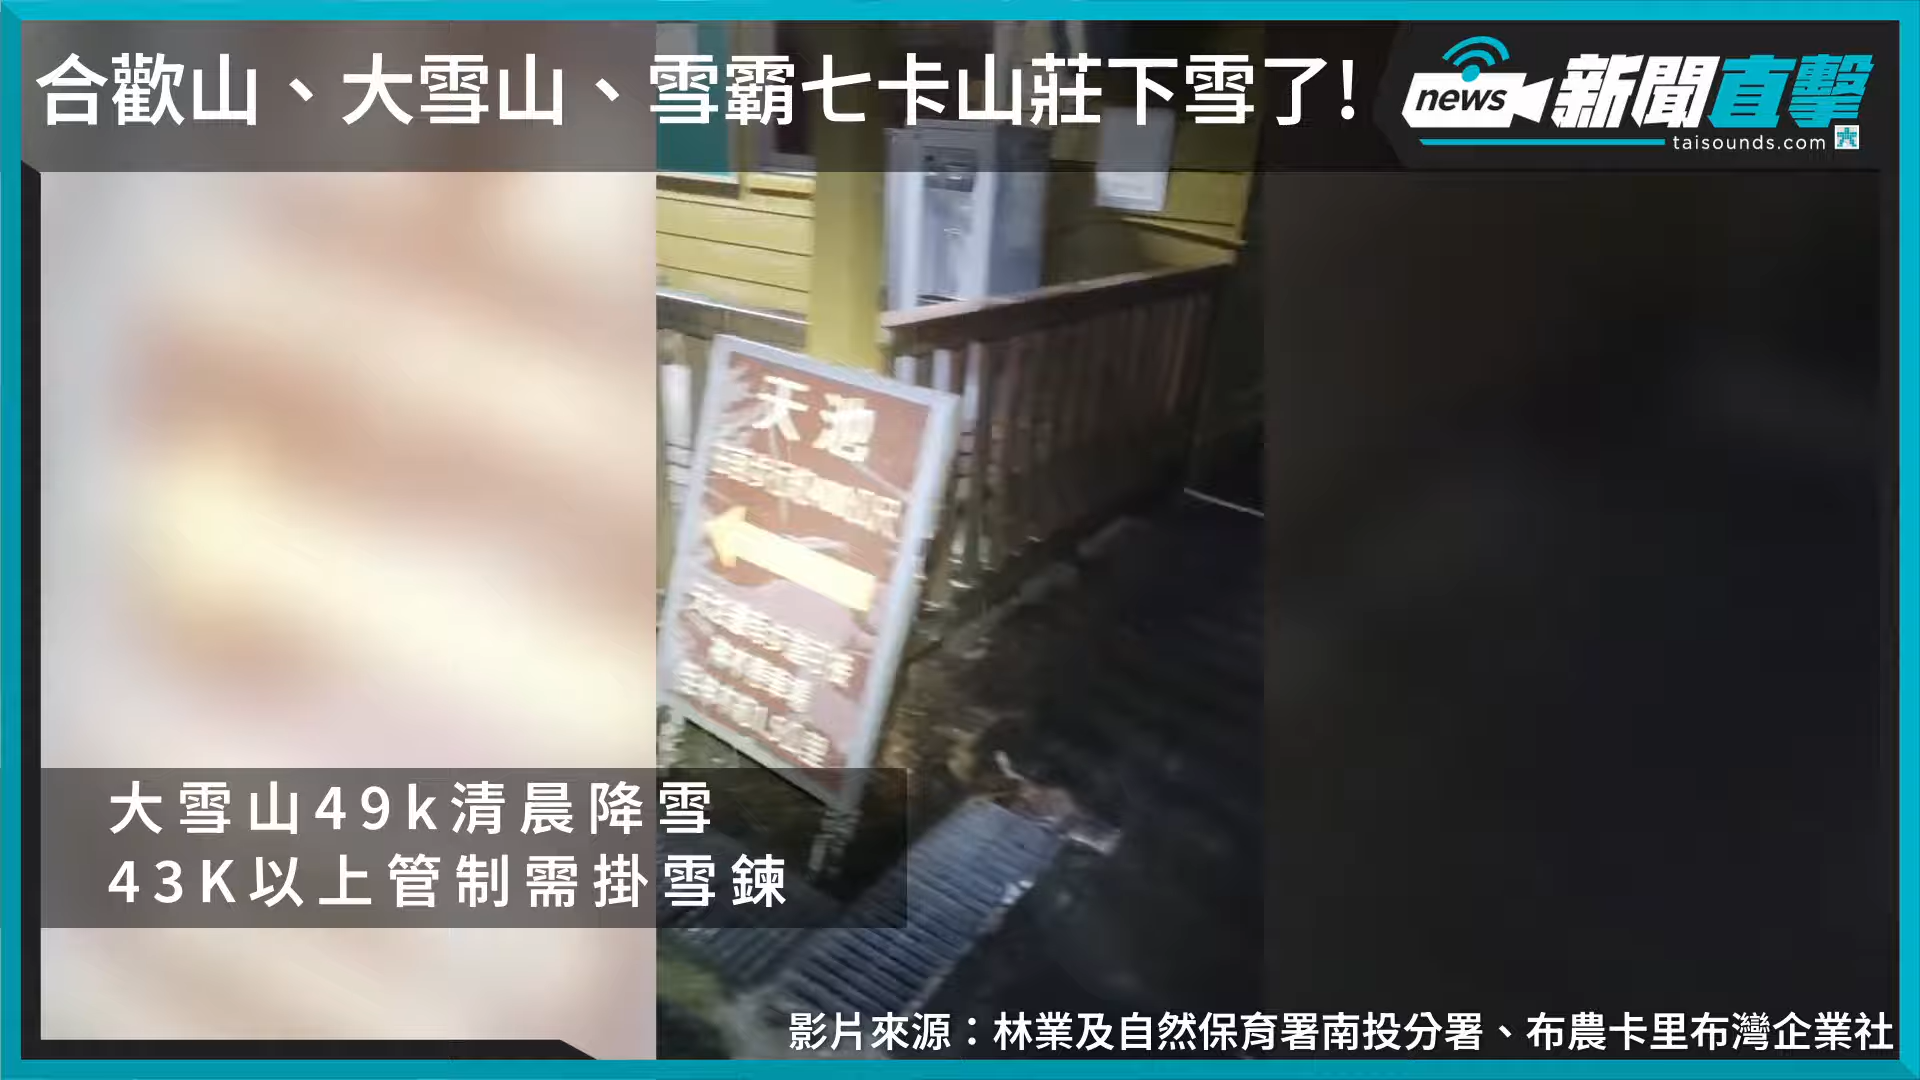 合歡山、大雪山、雪霸七卡山莊下雪了!
news 新聞直擊
taisounds.com
天池
大雪山49k清晨降雪
43K以上管制需掛雪鍊
影片來源：林業及自然保育署南投分署、布農卡里布灣企業社